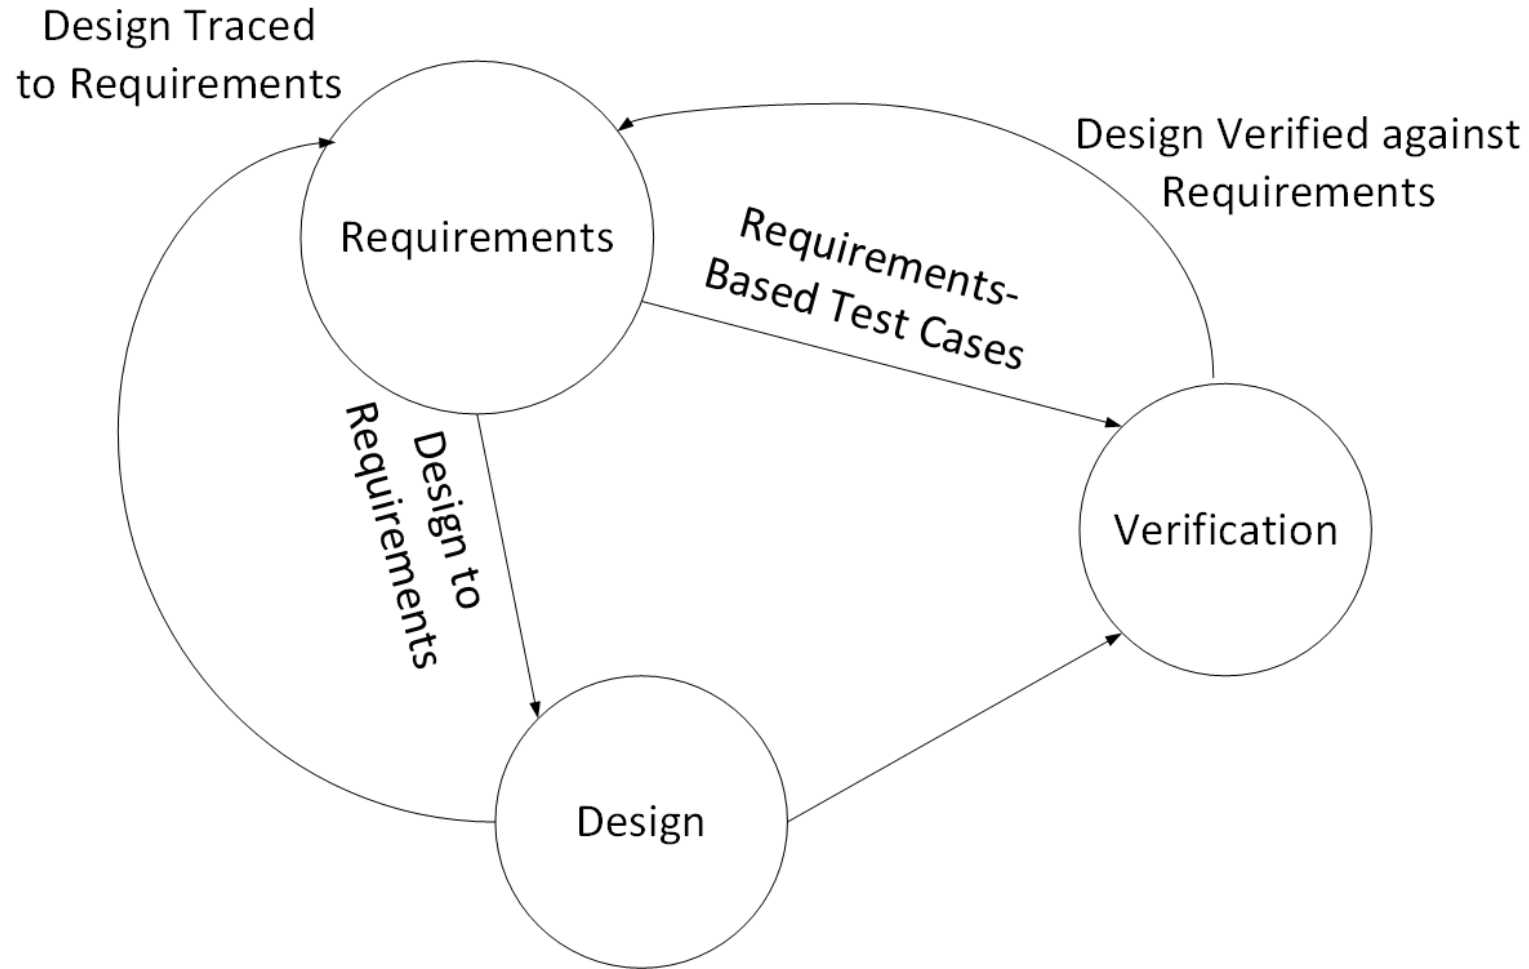 Design Traced
to Requirements
Design Verified against
Requirements
Requirements
Requirements-
Based Test Cases
Design to
Requirements
Verification
Design